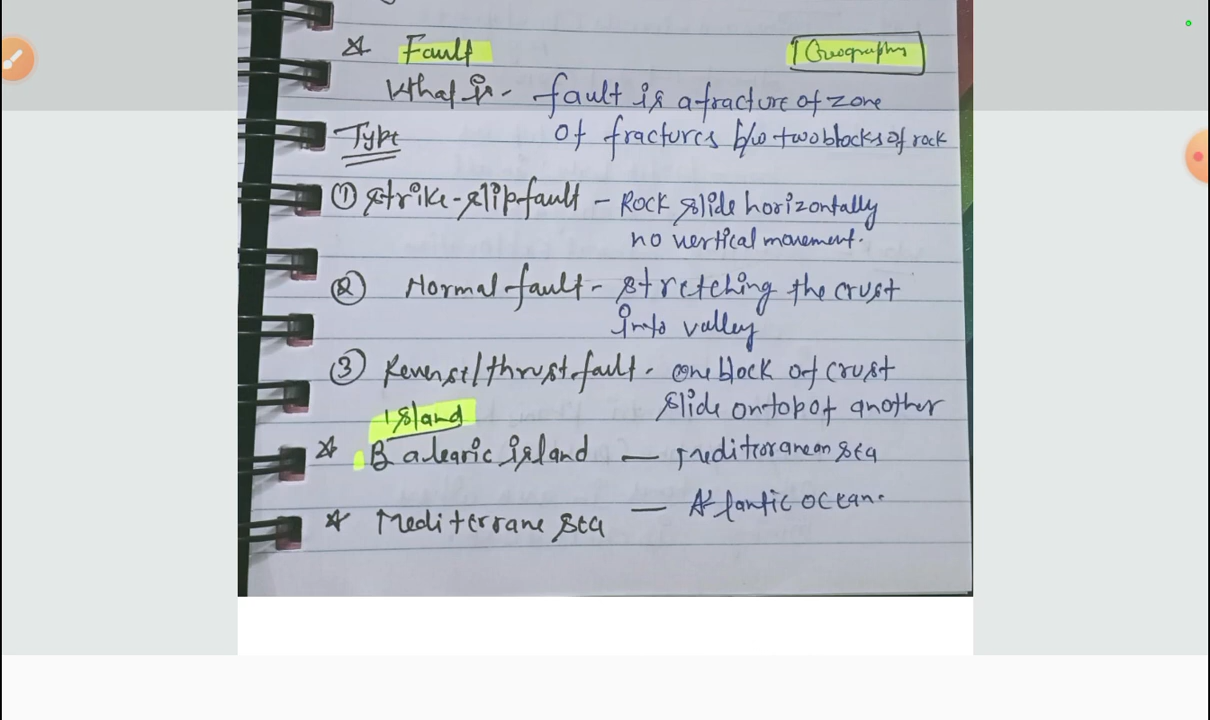 Fault
Geography
What is - fault is a fracture of zone
of fractures b/w two blocks of rock
Type
① strike-slip fault - Rock slide horizontally
no vertical movement.
② Normal fault - stretching the crust
into valley
③ Reverse/thrust fault - one block of crust
slide on top of another
Island
Balearic island — Mediterranean sea
Mediterrane sea — Atlantic ocean.